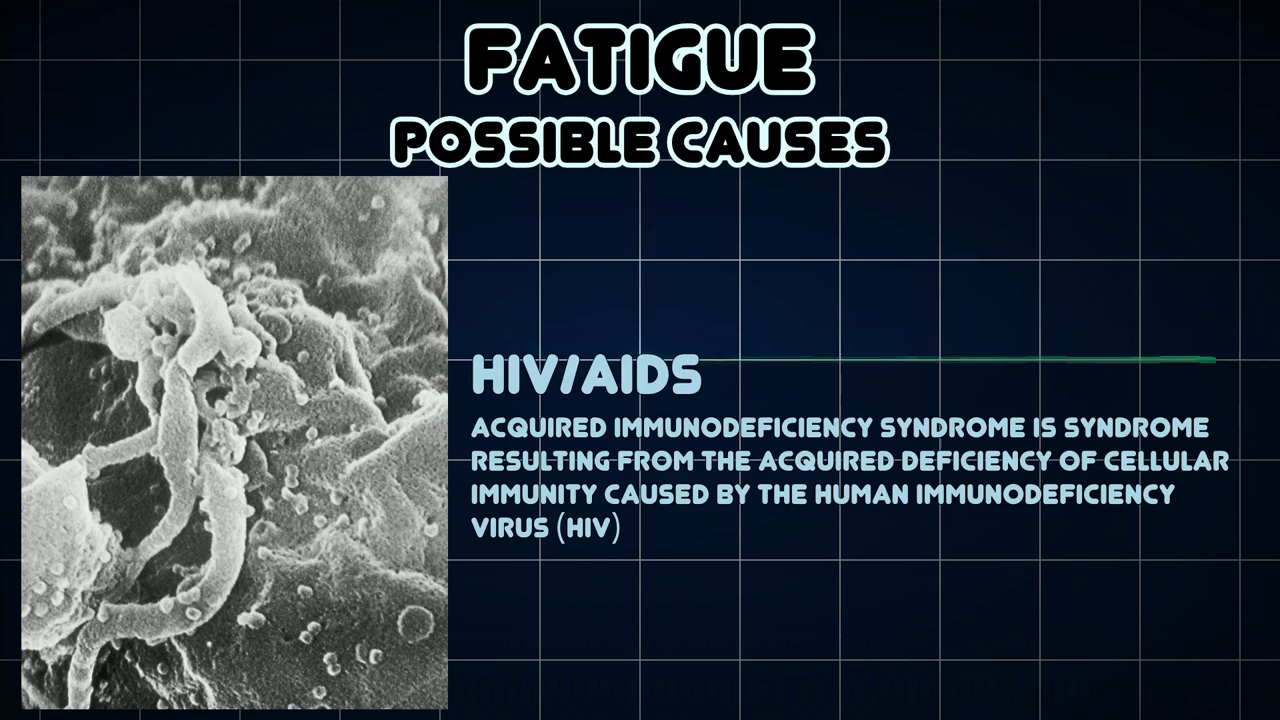 FATIGUE
POSSIBLE CAUSES
HIV/AIDS
ACQUIRED IMMUNODEFICIENCY SYNDROME IS SYNDROME
RESULTING FROM THE ACQUIRED DEFICIENCY OF CELLULAR
IMMUNITY CAUSED BY THE HUMAN IMMUNODEFICIENCY
VIRUS (HIV)